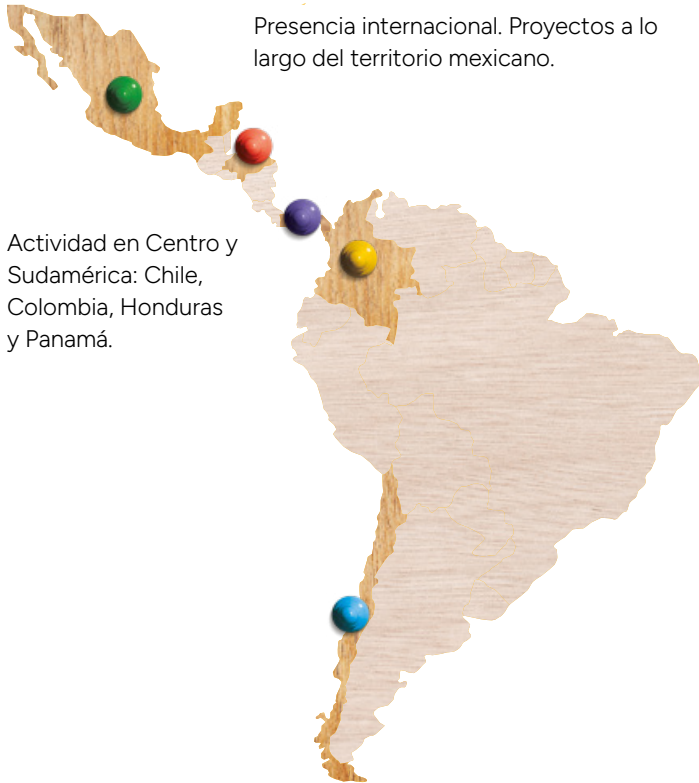 Presencia internacional. Proyectos a lo
largo del territorio mexicano.
Actividad en Centro y
Sudamérica: Chile,
Colombia, Honduras
y Panamá.